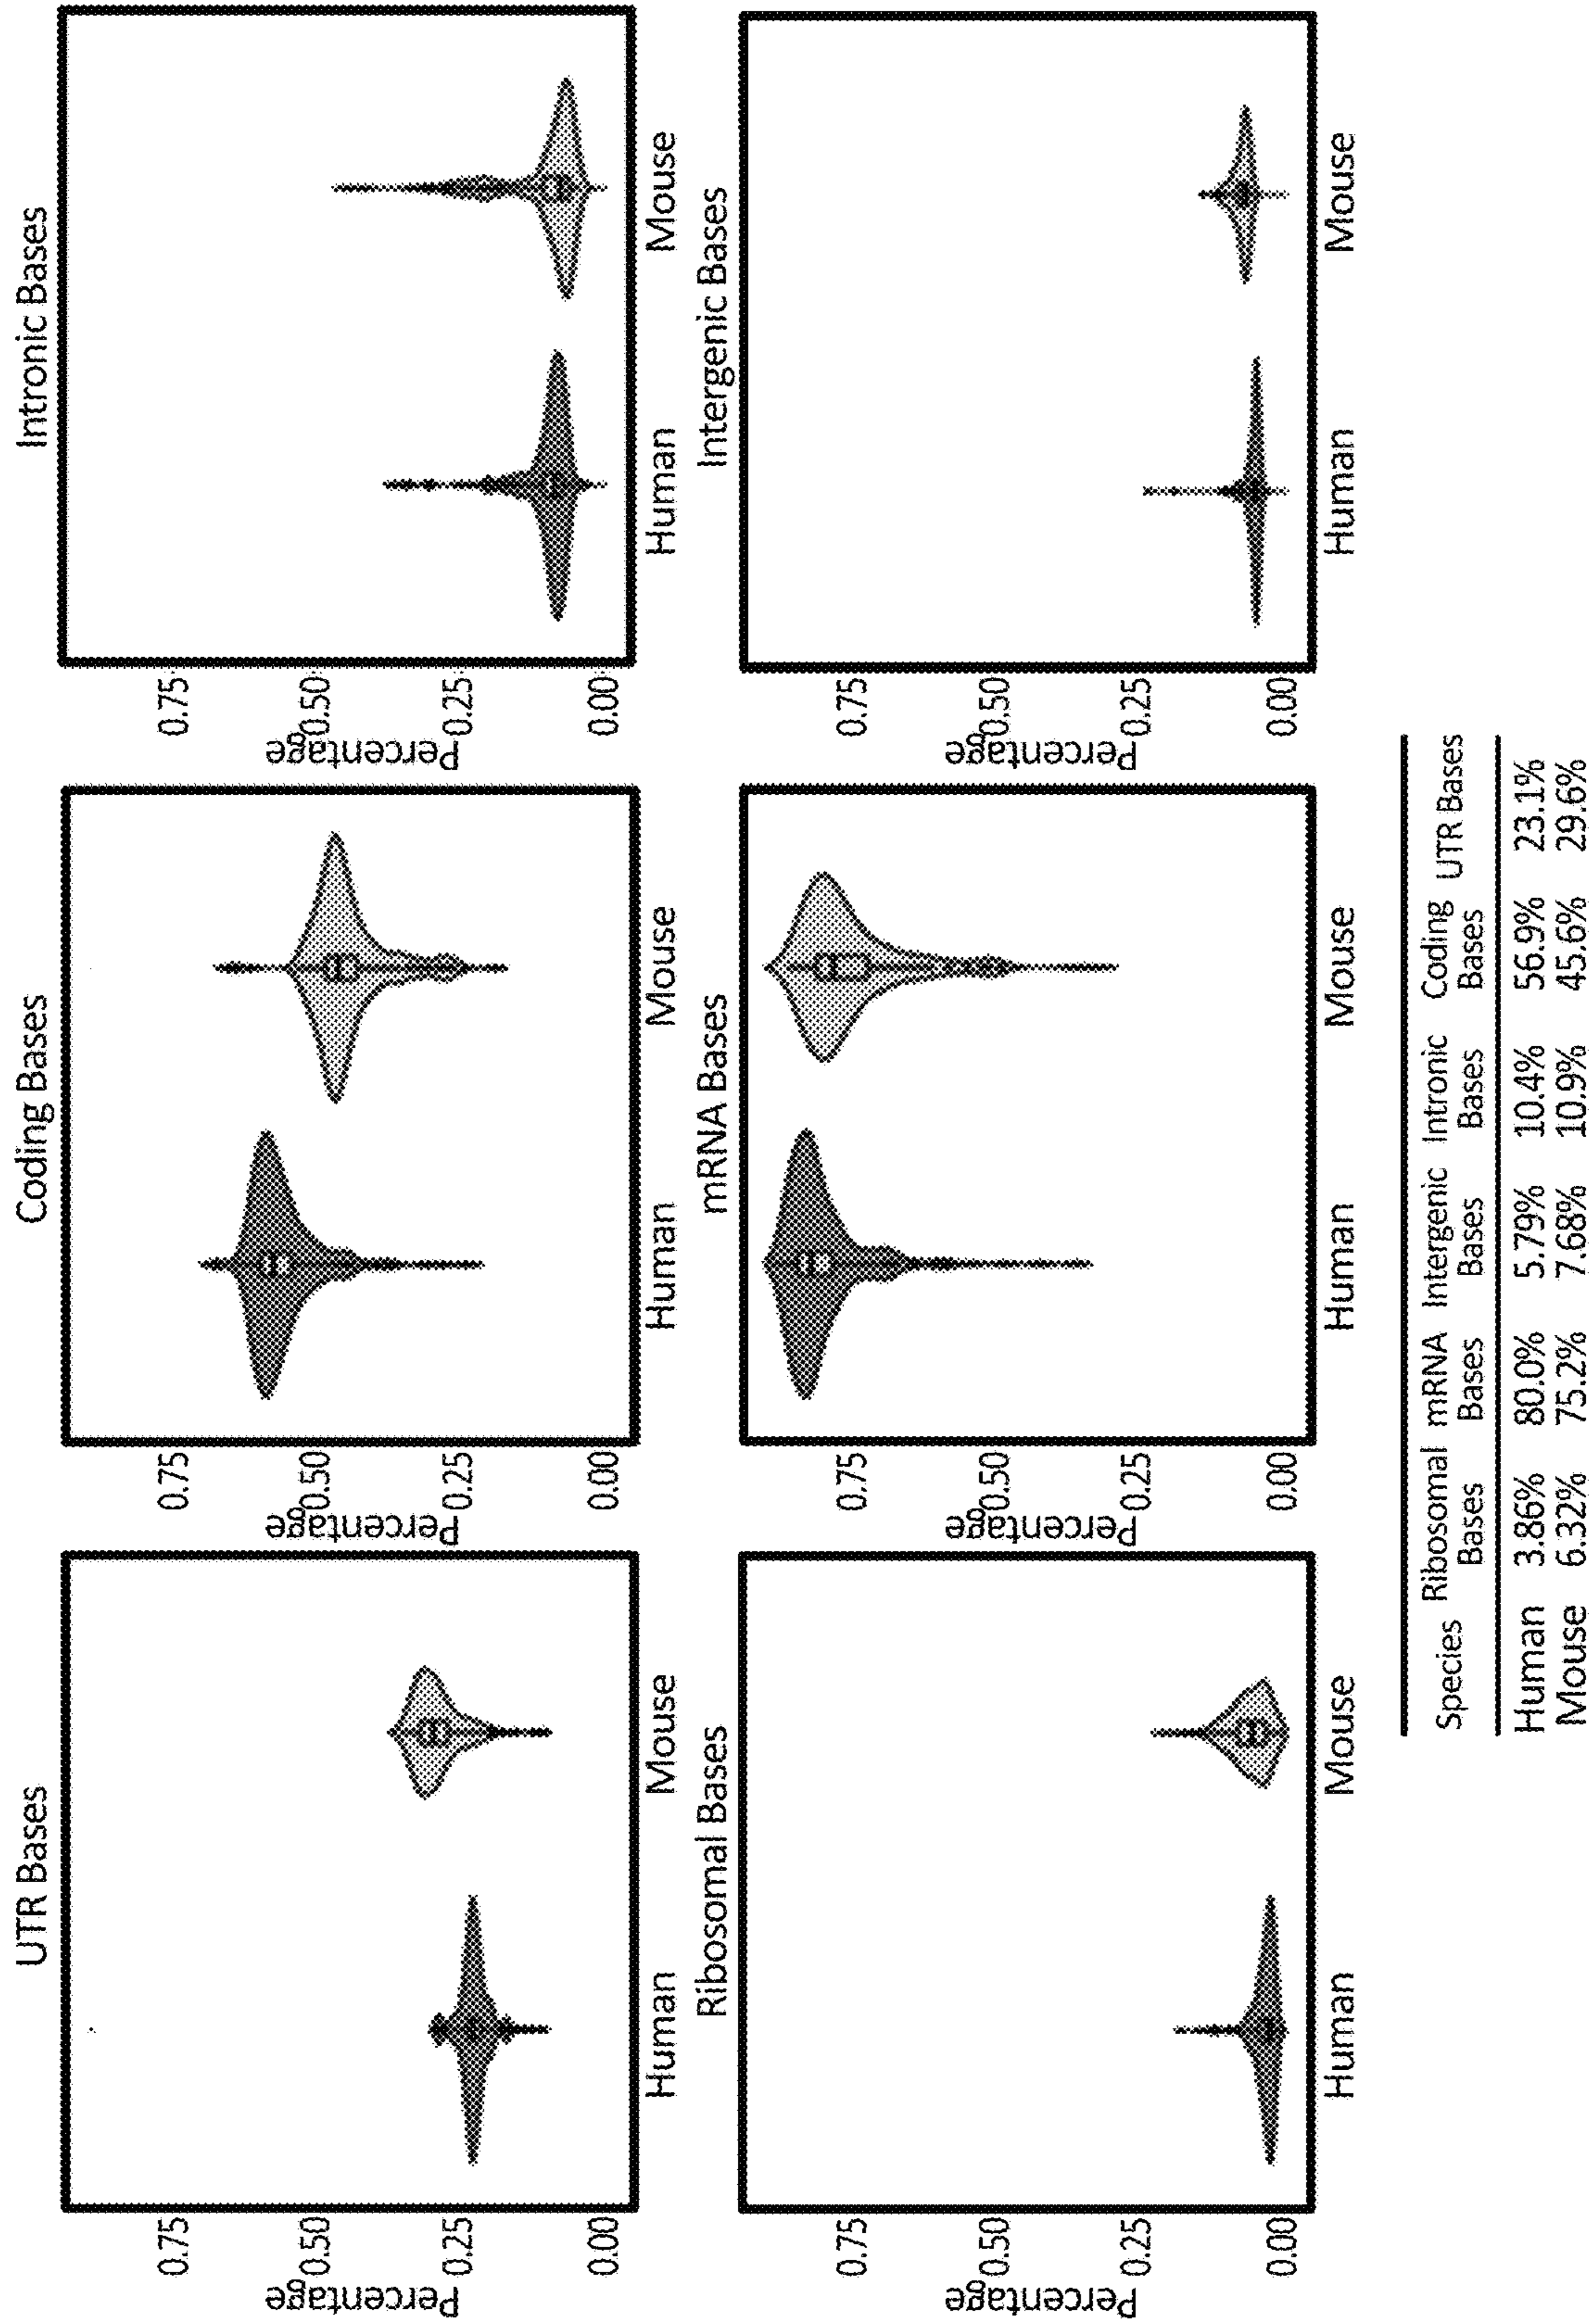 UTR Bases
Percentage
0.75
0.50
0.25
0.00
Human
Mouse
Coding Bases
Percentage
0.75
0.50
0.25
0.00
Human
Mouse
Intronic Bases
Percentage
0.75
0.50
0.25
0.00
Human
Mouse
Ribosomal Bases
Percentage
0.75
0.50
0.25
0.00
Human
Mouse
mRNA Bases
Percentage
0.75
0.50
0.25
0.00
Human
Mouse
Intergenic Bases
Percentage
0.75
0.50
0.25
0.00
Human
Mouse
Species Ribosomal Bases mRNA Bases Intergenic Bases Intronic Bases Coding Bases UTR Bases
Human 3.86% 80.0% 5.79% 10.4% 56.9% 23.1%
Mouse 6.32% 75.2% 7.68% 10.9% 45.6% 29.6%